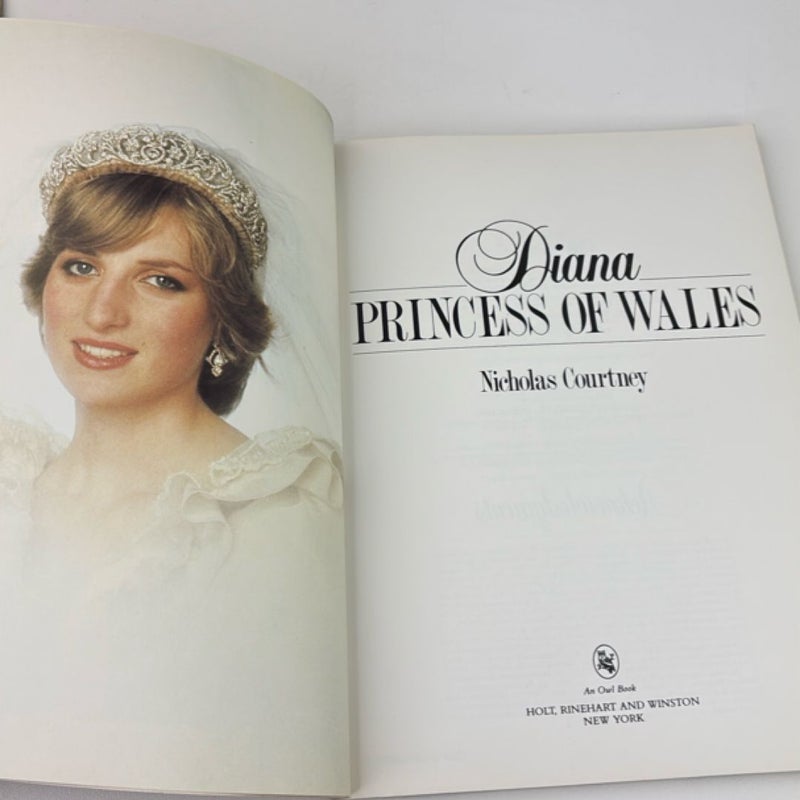 Diana
PRINCESS OF WALES
Nicholas Courtney
An Owl Book
HOLT, RINEHART AND WINSTON
NEW YORK